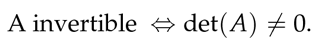 A invertible ⇔ det(A) ≠ 0.